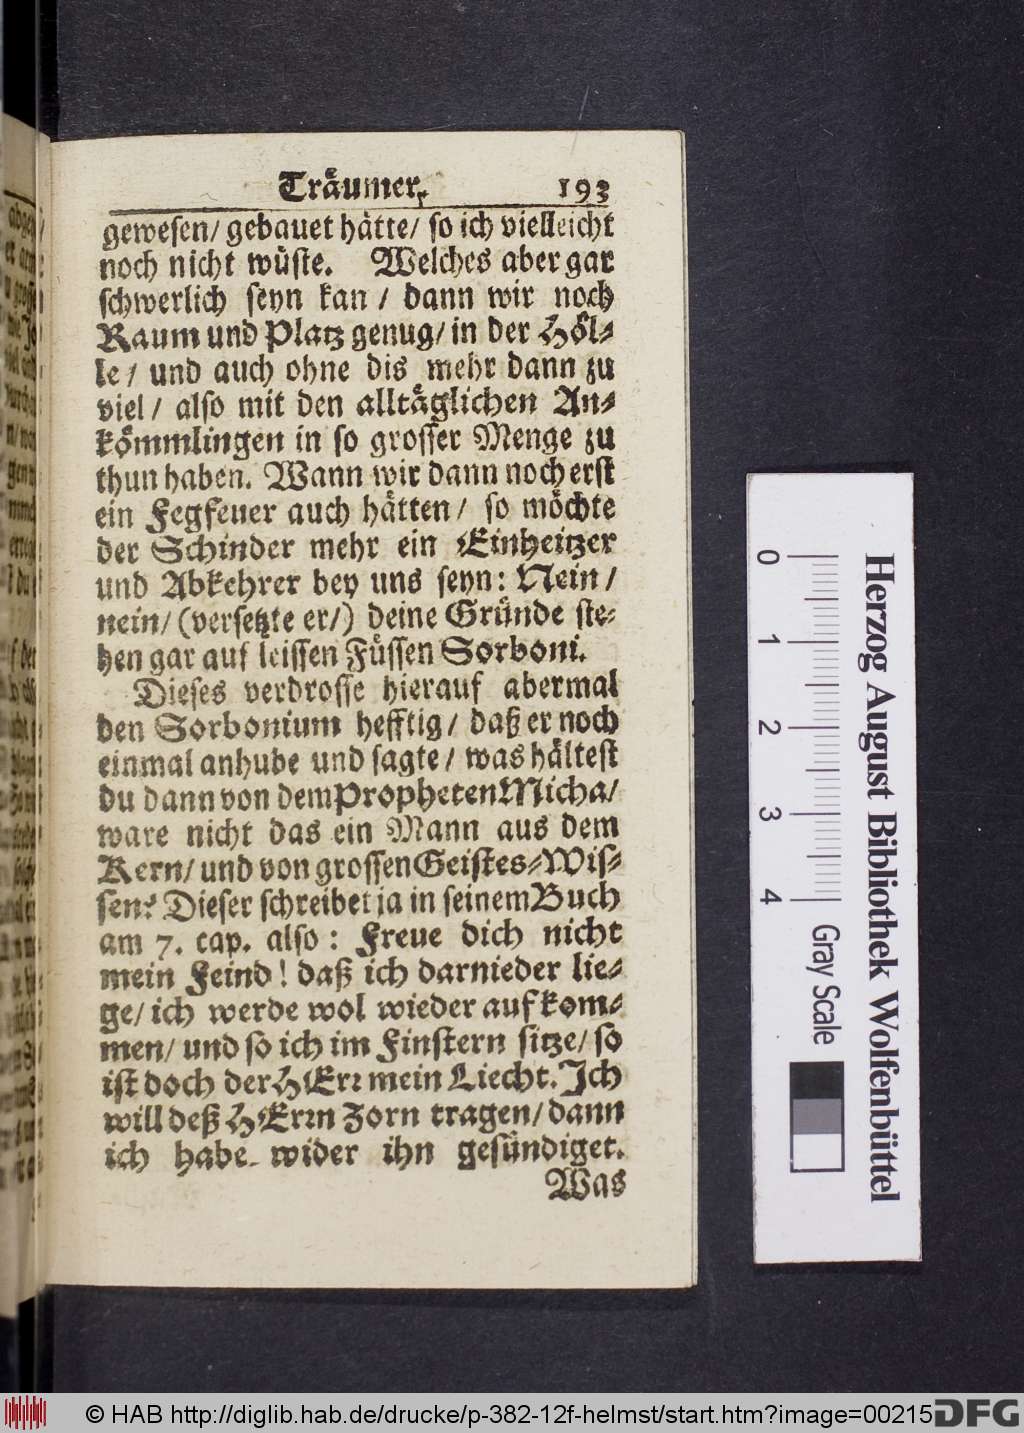 Träumer. 193
gewesen/ gebauet hätte/ so ich vielleicht
noch nicht wüste. Welches aber gar
schwerlich seyn kan / dann wir noch
Raum und Platz genug/ in der Höl-
le / und auch ohne dis mehr dann zu
viel / also mit den alltäglichen An-
kömmlingen in so grosser Menge zu
thun haben. Wann wir dann noch erst
ein Fegfeuer auch hätten / so möchte
der Schinder mehr ein Einheitzer
und Abkehrer bey uns seyn: Nein /
nein/ (versetzte er/) deine Gründe ste-
hen gar auf leissen Füssen Sorboni.
Dieses verdrosse hierauf abermal
den Sorbonium hefftig / daß er noch
einmal anhube und sagte / was hältest
du dann von dem Propheten Micha/
ware nicht das ein Mann aus dem
Kern/ und von grossen Geistes-Wis-
sen? Dieser schreibet ja in seinem Buch
am 7. cap. also : Freue dich nicht
mein Feind ! daß ich darnieder lie-
ge/ ich werde wol wieder auf kom-
men/ und so ich im Finstern sitze/ so
ist doch der HErr mein Liecht. Ich
will deß HErrn Zorn tragen/ dann
ich habe wider ihn gesündiget.
Was
0 1 2 3 4
Gray Scale
Herzog August Bibliothek Wolfenbüttel
© HAB http://diglib.hab.de/drucke/p-382-12f-helmst/start.htm?image=00215
DFG